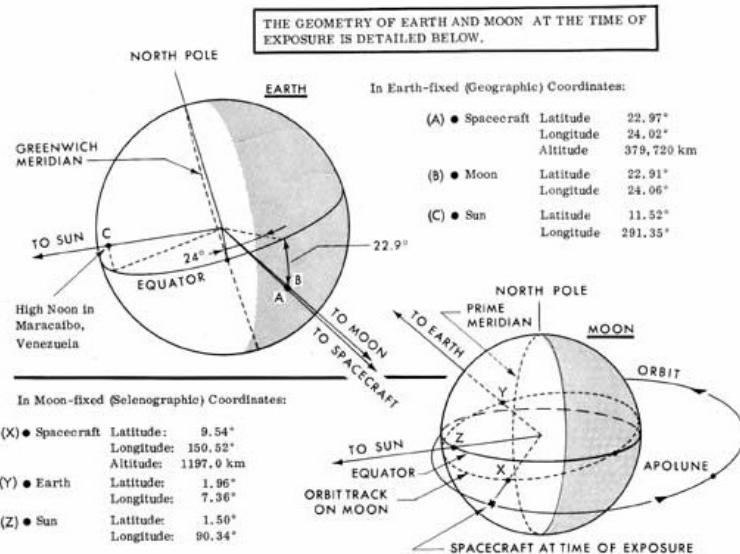 THE GEOMETRY OF EARTH AND MOON AT THE TIME OF
EXPOSURE IS DETAILED BELOW.
NORTH POLE
EARTH
GREENWICH
MERIDIAN
TO SUN
C
24°
EQUATOR
22.9°
B
A
TO MOON
TO SPACECRAFT
High Noon in
Maracaibo,
Venezuela
In Earth-fixed (Geographic) Coordinates:
(A) ● Spacecraft Latitude 22.97°
Longitude 24.02°
Altitude 379,720 km
(B) ● Moon Latitude 22.91°
Longitude 24.06°
(C) ● Sun Latitude 11.52°
Longitude 291.35°
In Moon-fixed (Selenographic) Coordinates:
(X) ● Spacecraft Latitude: 9.54°
Longitude: 150.52°
Altitude: 1197.0 km
(Y) ● Earth Latitude: 1.96°
Longitude: 7.36°
(Z) ● Sun Latitude: 1.50°
Longitude: 90.34°
NORTH POLE
PRIME
MERIDIAN
TO EARTH
MOON
ORBIT
Y
Z
TO SUN
EQUATOR
X
APOLUNE
ORBIT TRACK
ON MOON
SPACECRAFT AT TIME OF EXPOSURE